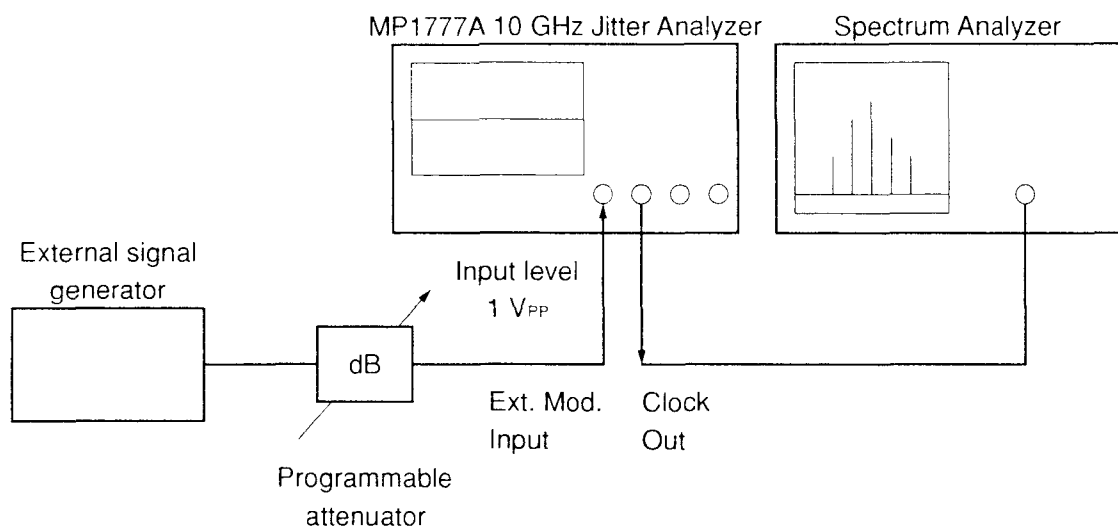 MP1777A 10 GHz Jitter Analyzer
Spectrum Analyzer
External signal
generator
Input level
1 VPP
dB
Ext. Mod.
Input
Clock
Out
Programmable
attenuator